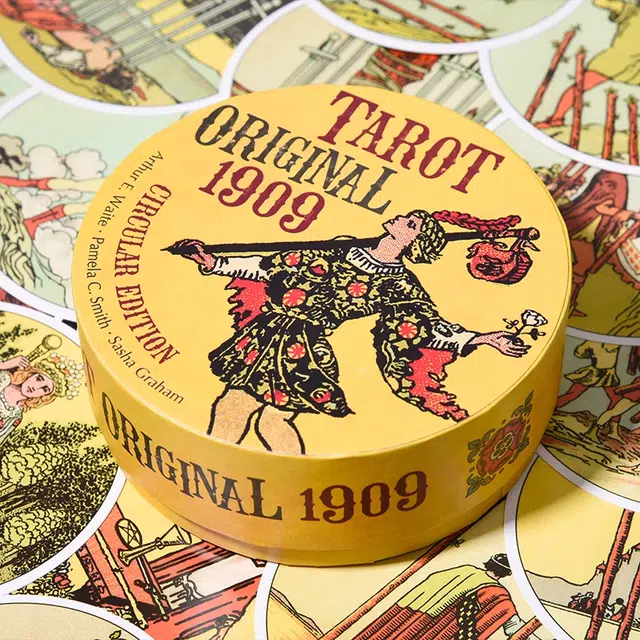 TAROT
ORIGINAL
1909
CIRCULAR EDITION
Arthur E. Waite · Pamela C. Smith · Sasha Graham
ORIGINAL 1909